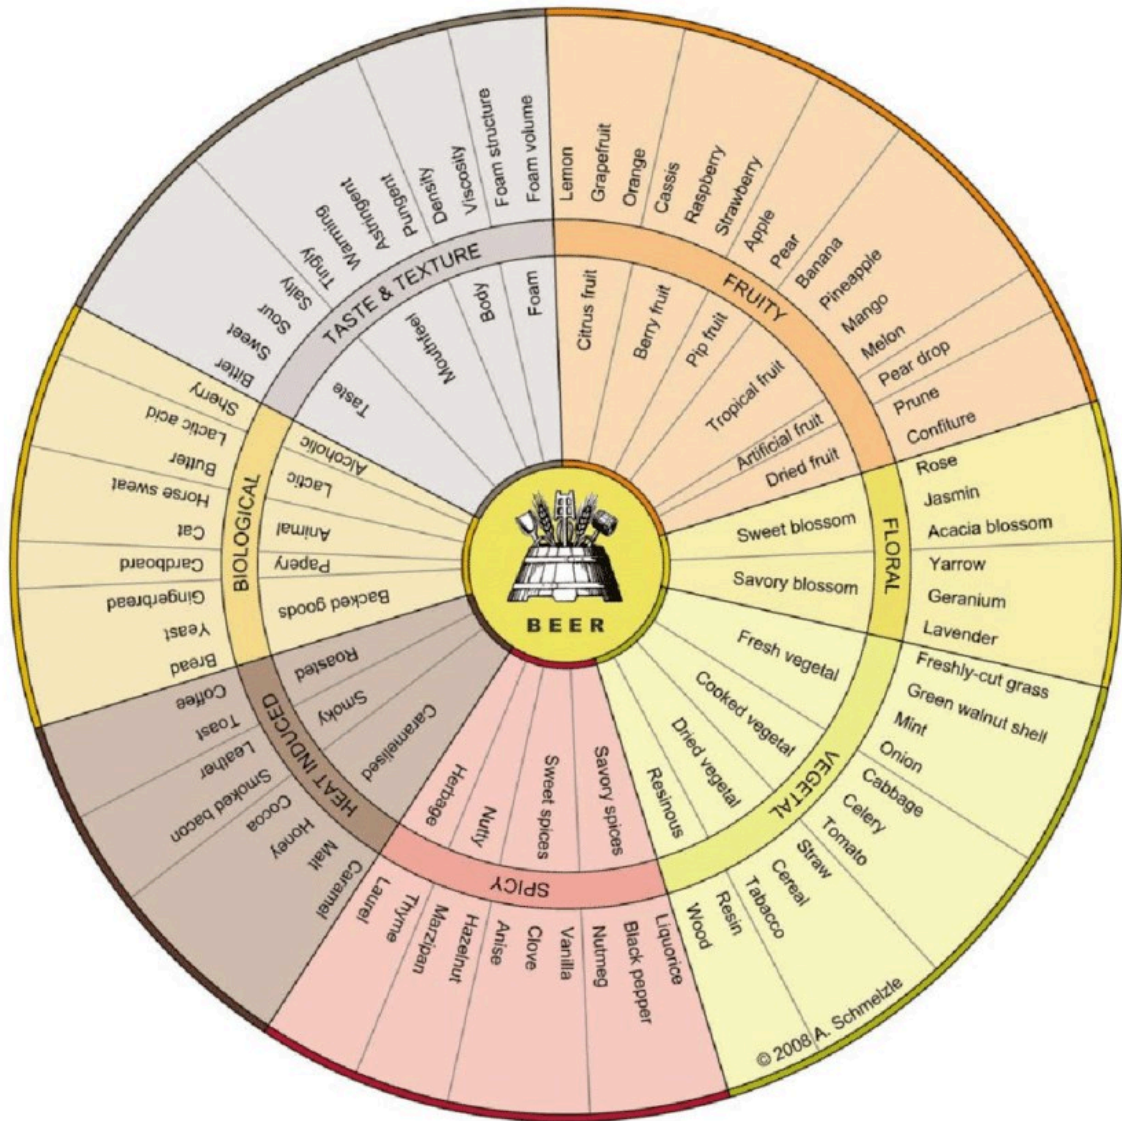 Foam structure
Foam volume
Density
Viscosity
Tingly
Warming
Astringent
Pungent
Bitter
Sweet
Sour
Salty
TASTE & TEXTURE
Taste
Mouthfeel
Body
Foam
Lemon
Grapefruit
Orange
Cassis
Raspberry
Strawberry
Apple
Pear
Banana
Pineapple
Mango
Melon
Pear drop
Prune
Confiture
FRUITY
Citrus fruit
Berry fruit
Pip fruit
Tropical fruit
Artificial fruit
Dried fruit
Rose
Jasmin
Acacia blossom
Yarrow
Geranium
Lavender
FLORAL
Sweet blossom
Savory blossom
Freshly-cut grass
Green walnut shell
Mint
Onion
Cabbage
Celery
Tomato
Straw
Cereal
Tabacco
Resin
Wood
VEGETAL
Fresh vegetal
Cooked vegetal
Dried vegetal
Resinous
Liquorice
Black pepper
Nutmeg
Vanilla
Clove
Anise
Hazelnut
Marzipan
Thyme
Laurel
SPICY
Savory spices
Sweet spices
Nutty
Herbage
Caramel
Malt
Honey
Cocoa
Smoked bacon
Leather
Toast
Coffee
HEAT INDUCED
Caramelised
Smoky
Roasted
Bread
Yeast
Gingerbread
Cardboard
Cat
Horse sweat
Butter
Lactic acid
Sherry
BIOLOGICAL
Backed goods
Papery
Animal
Lactic
Alcoholic
BEER
© 2008 A. Schmelzle